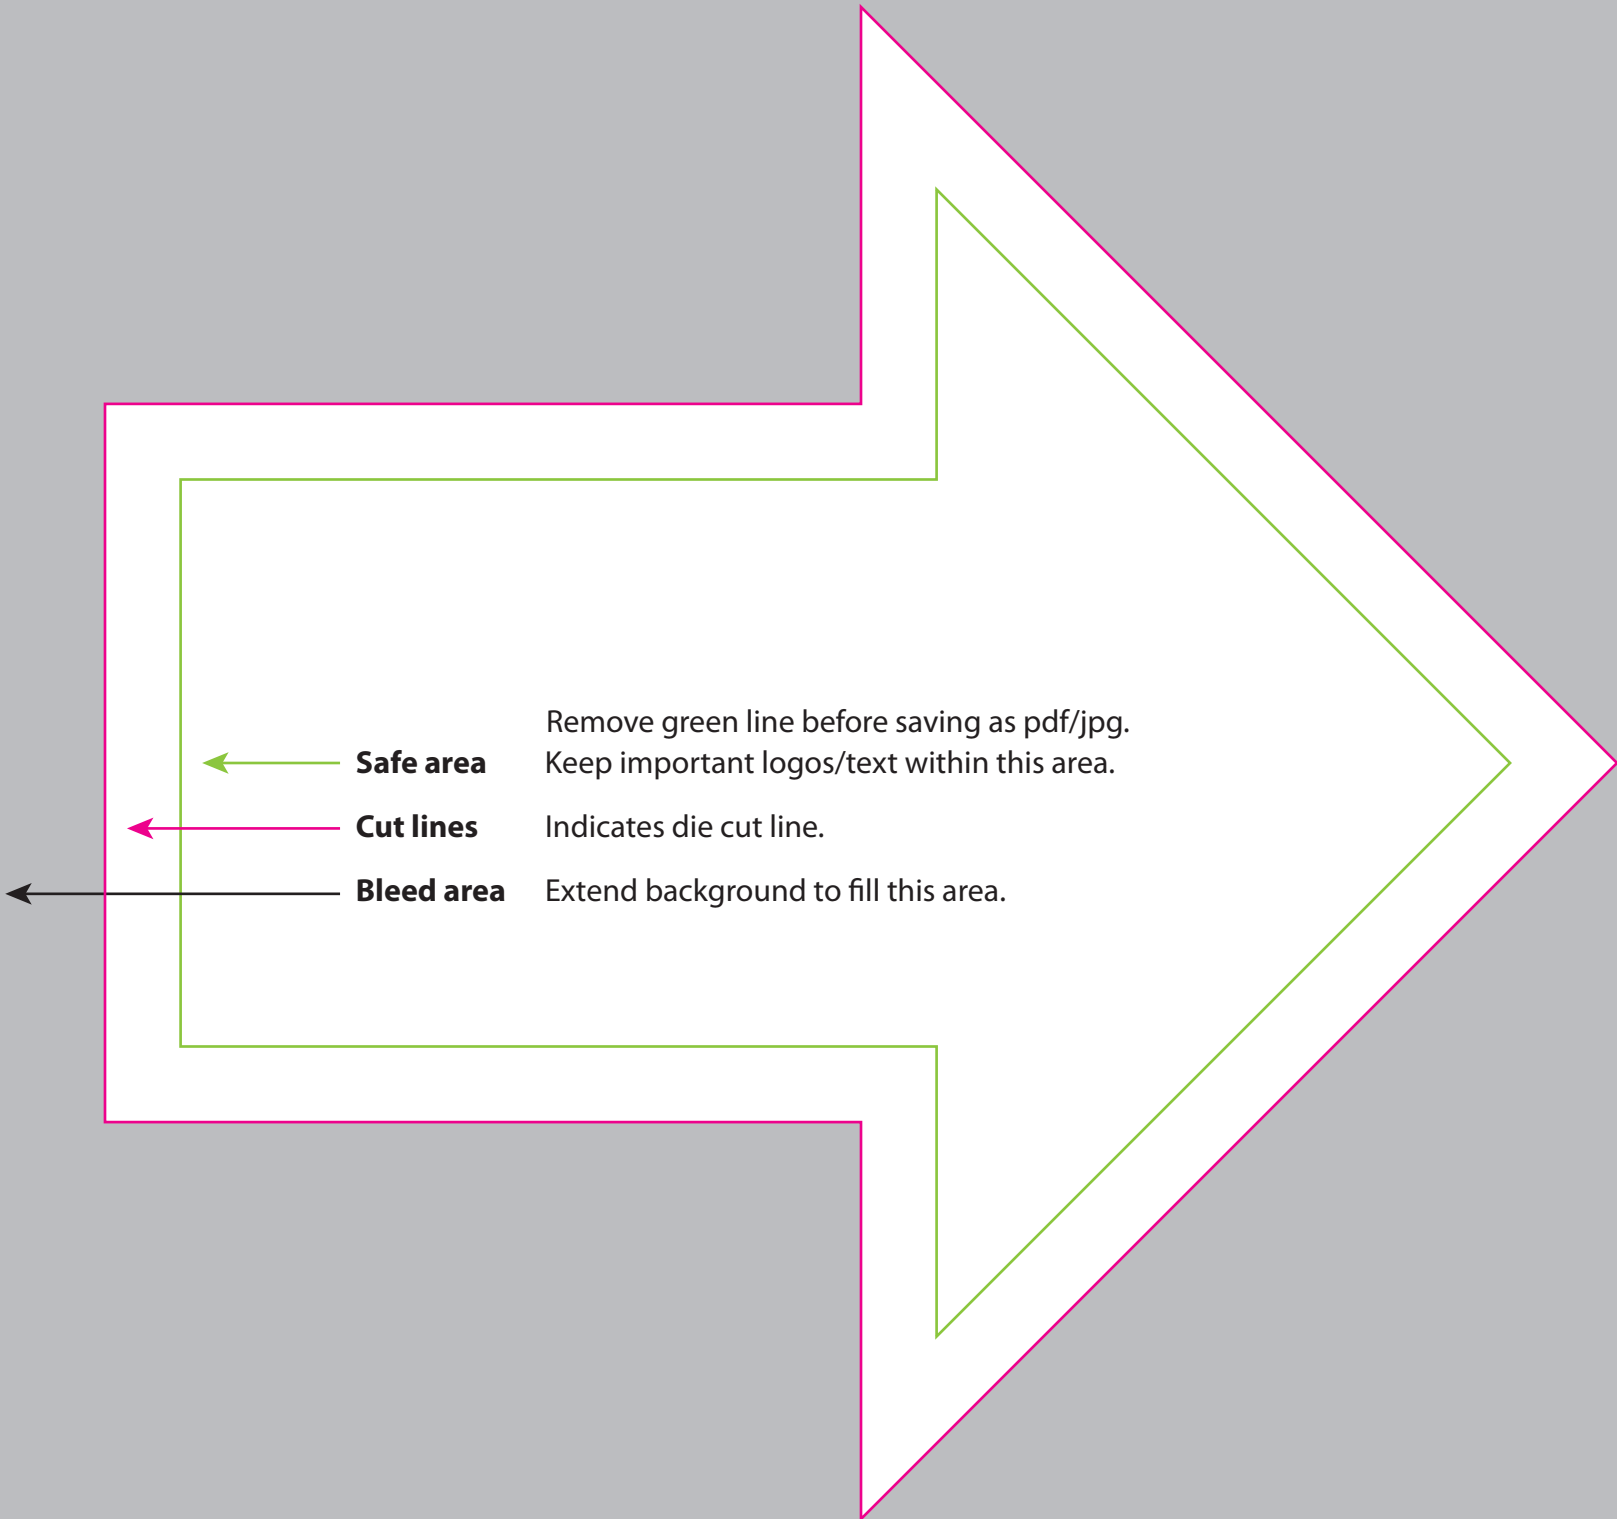 Remove green line before saving as pdf/jpg.
Safe area Keep important logos/text within this area.
Cut lines Indicates die cut line.
Bleed area Extend background to fill this area.